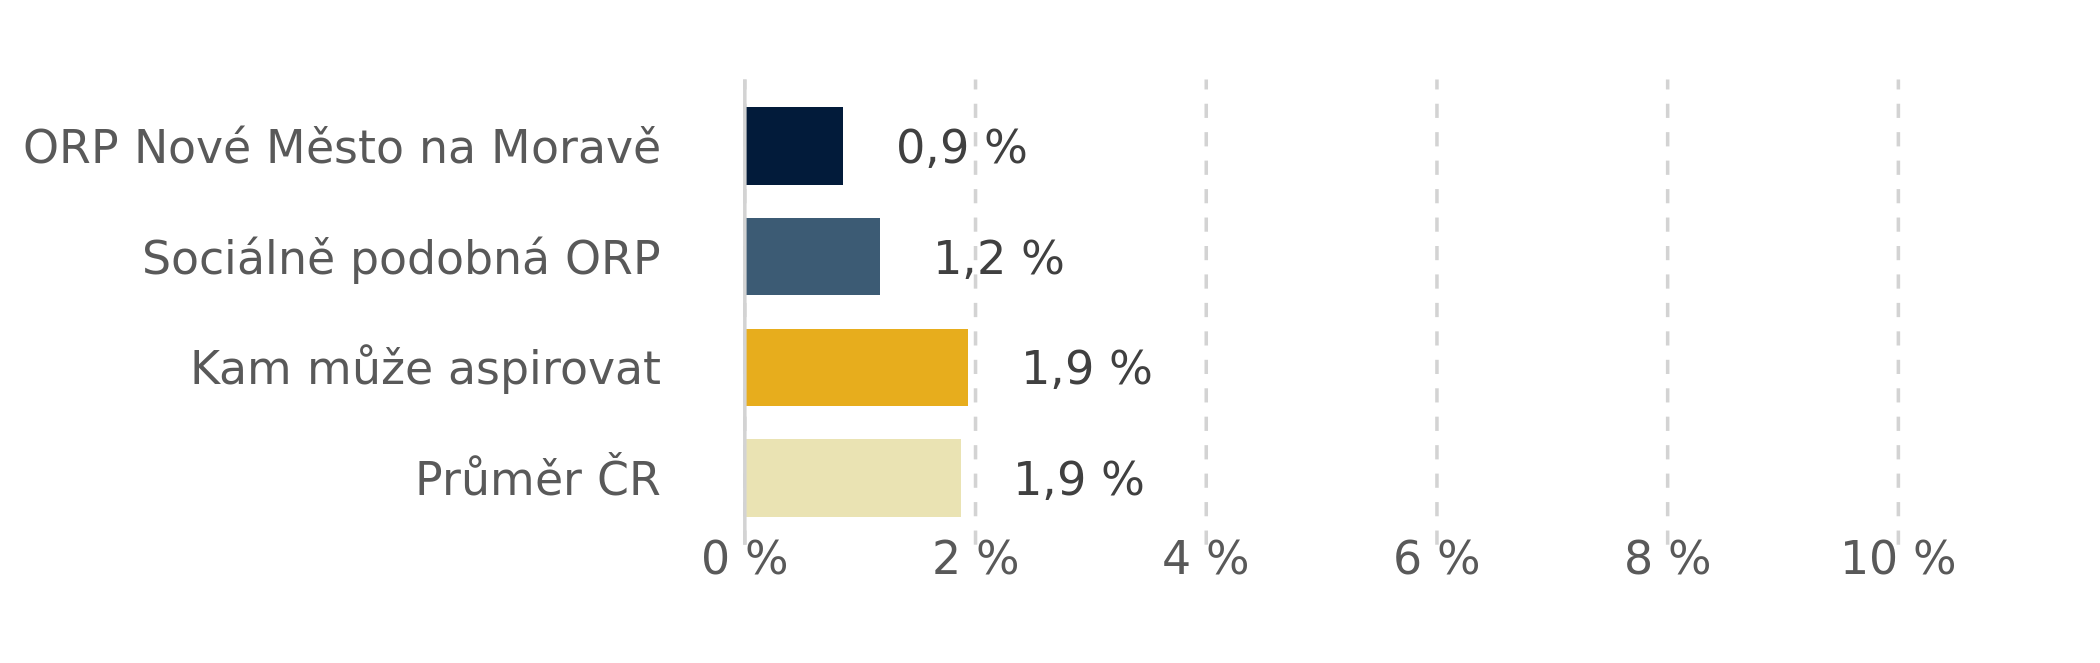 ORP Nové Město na Moravě 0,9 %
Sociálně podobná ORP 1,2 %
Kam může aspirovat 1,9 %
Průměr ČR 1,9 %
0 % 2 % 4 % 6 % 8 % 10 %